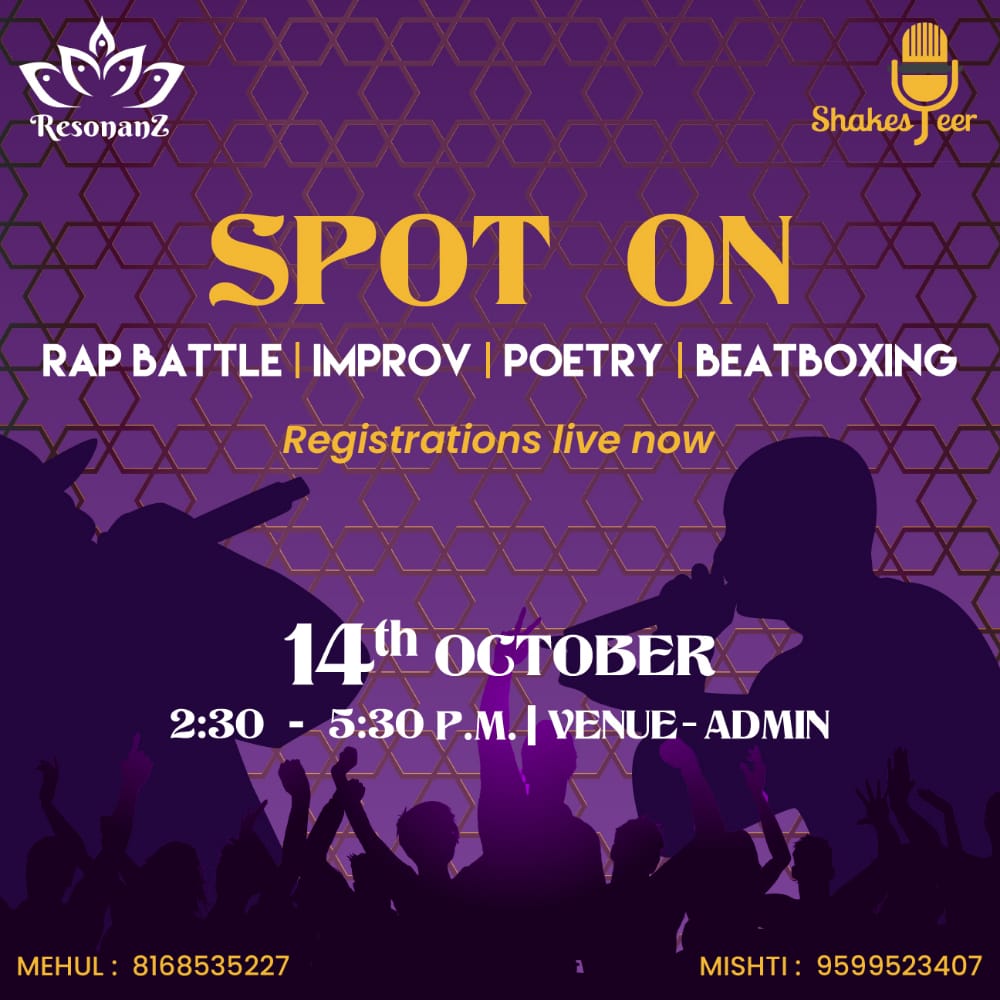 ResonanZ
ShakesJeer
SPOT ON
RAP BATTLE | IMPROV | POETRY | BEATBOXING
Registrations live now
14th OCTOBER
2:30 - 5:30 P.M. | VENUE - ADMIN
MEHUL : 8168535227
MISHTI : 9599523407